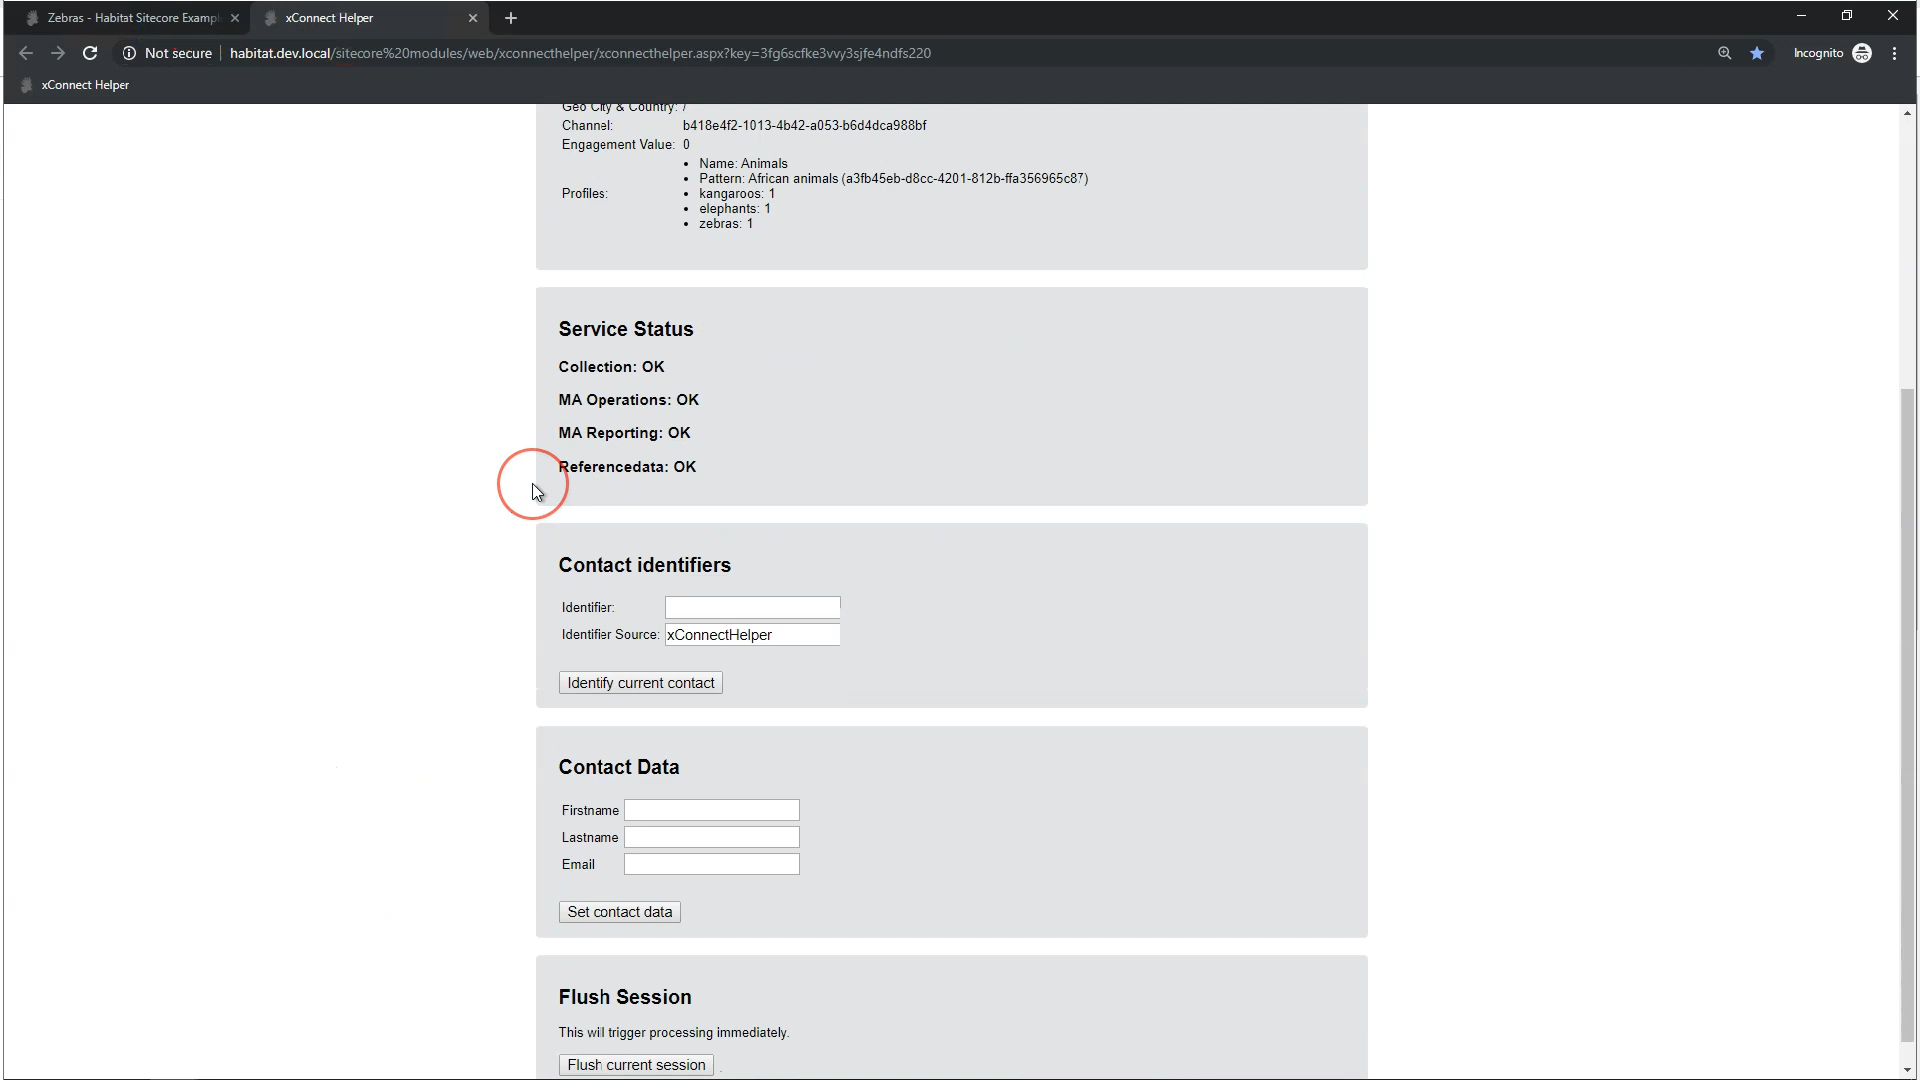 Zebras - Habitat Sitecore Exampl
xConnect Helper
Not secure habitat.dev.local/sitecore%20modules/web/xconnecthelper/xconnecthelper.aspx?key=3fg6scfke3vvy3sjfe4ndfs220
Incognito
xConnect Helper
Geo City & Country: /
Channel: b418e4f2-1013-4b42-a053-b6d4dca988bf
Engagement Value: 0
• Name: Animals
• Pattern: African animals (a3fb45eb-d8cc-4201-812b-ffa356965c87)
Profiles: • kangaroos: 1
• elephants: 1
• zebras: 1
Service Status
Collection: OK
MA Operations: OK
MA Reporting: OK
Referencedata: OK
Contact identifiers
Identifier:
Identifier Source: xConnectHelper
Identify current contact
Contact Data
Firstname
Lastname
Email
Set contact data
Flush Session
This will trigger processing immediately.
Flush current session